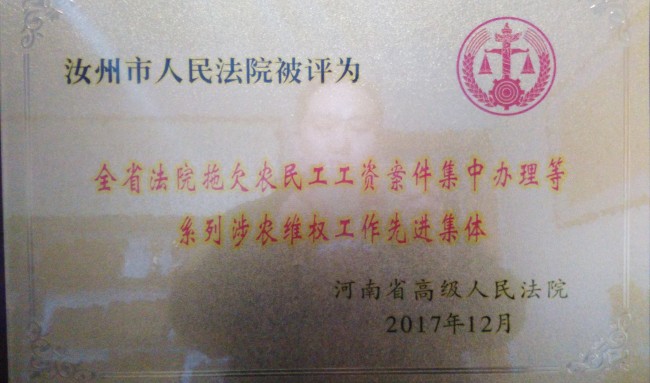 汝州市人民法院被评为
全省法院拖欠农民工工资案件集中办理等
系列涉农维权工作先进集体
河南省高级人民法院
2017年12月